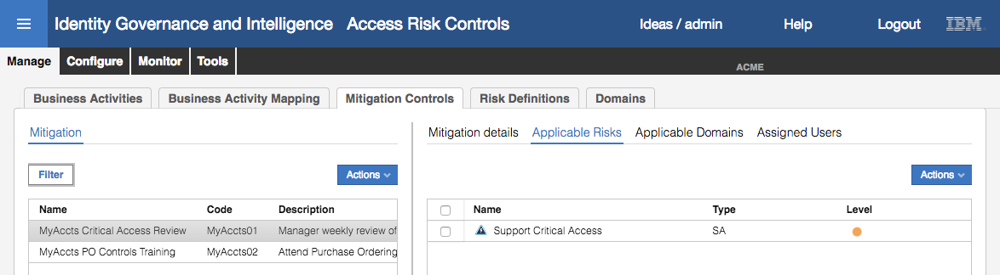 Identity Governance and Intelligence Access Risk Controls Ideas / admin Help Logout IBM
Manage Configure Monitor Tools ACME
Business Activities Business Activity Mapping Mitigation Controls Risk Definitions Domains
Mitigation
Filter Actions
Name Code Description
MyAccts Critical Access Review MyAccts01 Manager weekly review of
MyAccts PO Controls Training MyAccts02 Attend Purchase Ordering
Mitigation details Applicable Risks Applicable Domains Assigned Users
Actions
Name Type Level
Support Critical Access SA